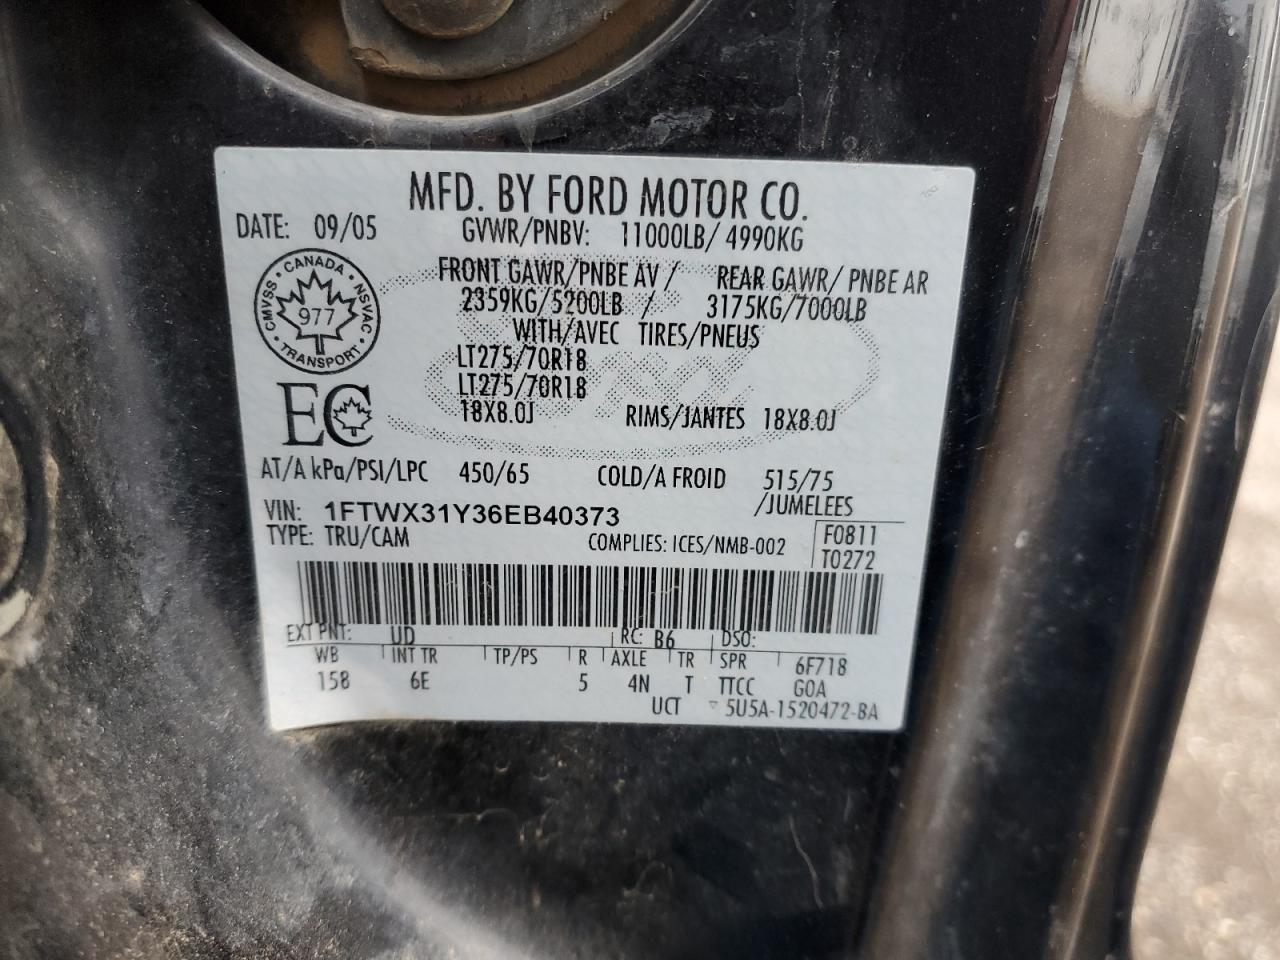 MFD. BY FORD MOTOR CO.
DATE: 09/05 GVWR/PNBV: 11000LB/ 4990KG
FRONT GAWR/PNBE AV / REAR GAWR/ PNBE AR
2359KG/5200LB / 3175KG/7000LB
WITH/AVEC TIRES/PNEUS
CANADA
CMVSS NSVAC
977
TRANSPORT
LT275/70R18
LT275/70R18
EC
18X8.0J RIMS/JANTES 18X8.0J
AT/A kPa/PSI/LPC 450/65 COLD/A FROID 515/75
/JUMELEES
VIN: 1FTWX31Y36EB40373
TYPE: TRU/CAM COMPLIES: ICES/NMB-002
F0811
T0272
EXT PNT: UD RC: B6 DSO:
WB INT TR TP/PS R AXLE TR SPR 6F718
158 6E 5 4N T TTCC GOA
UCT ▽ 5U5A-1520472-BA